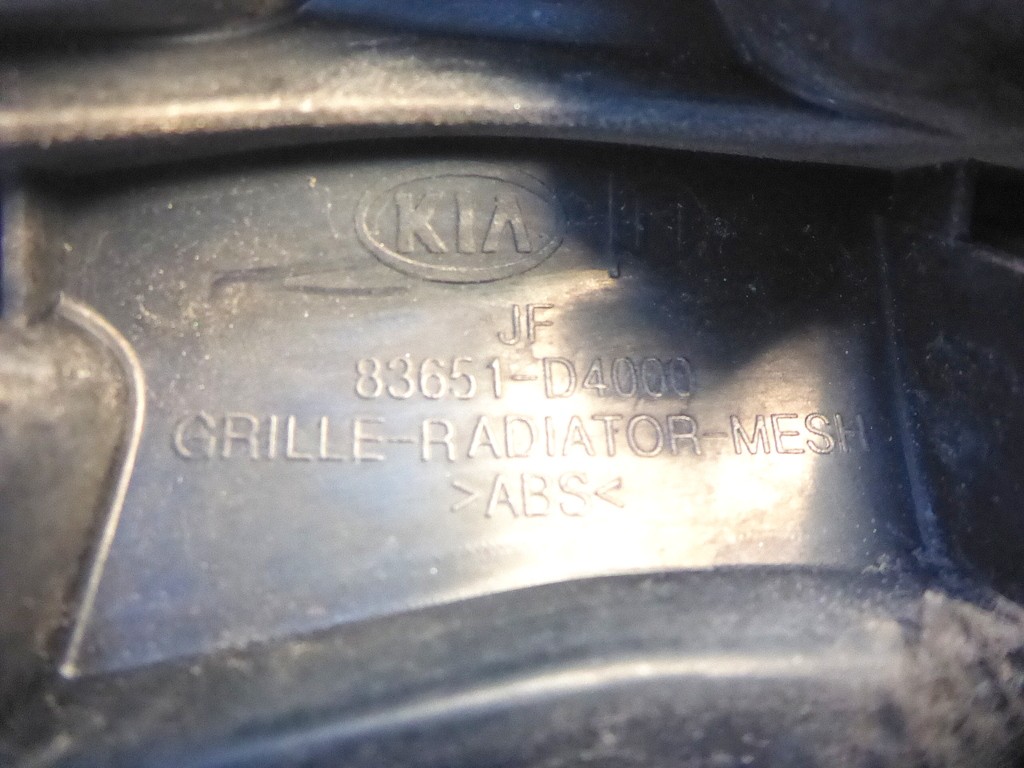 KIA
JF
83651-D4000
GRILLE-RADIATOR-MESH
>ABS<